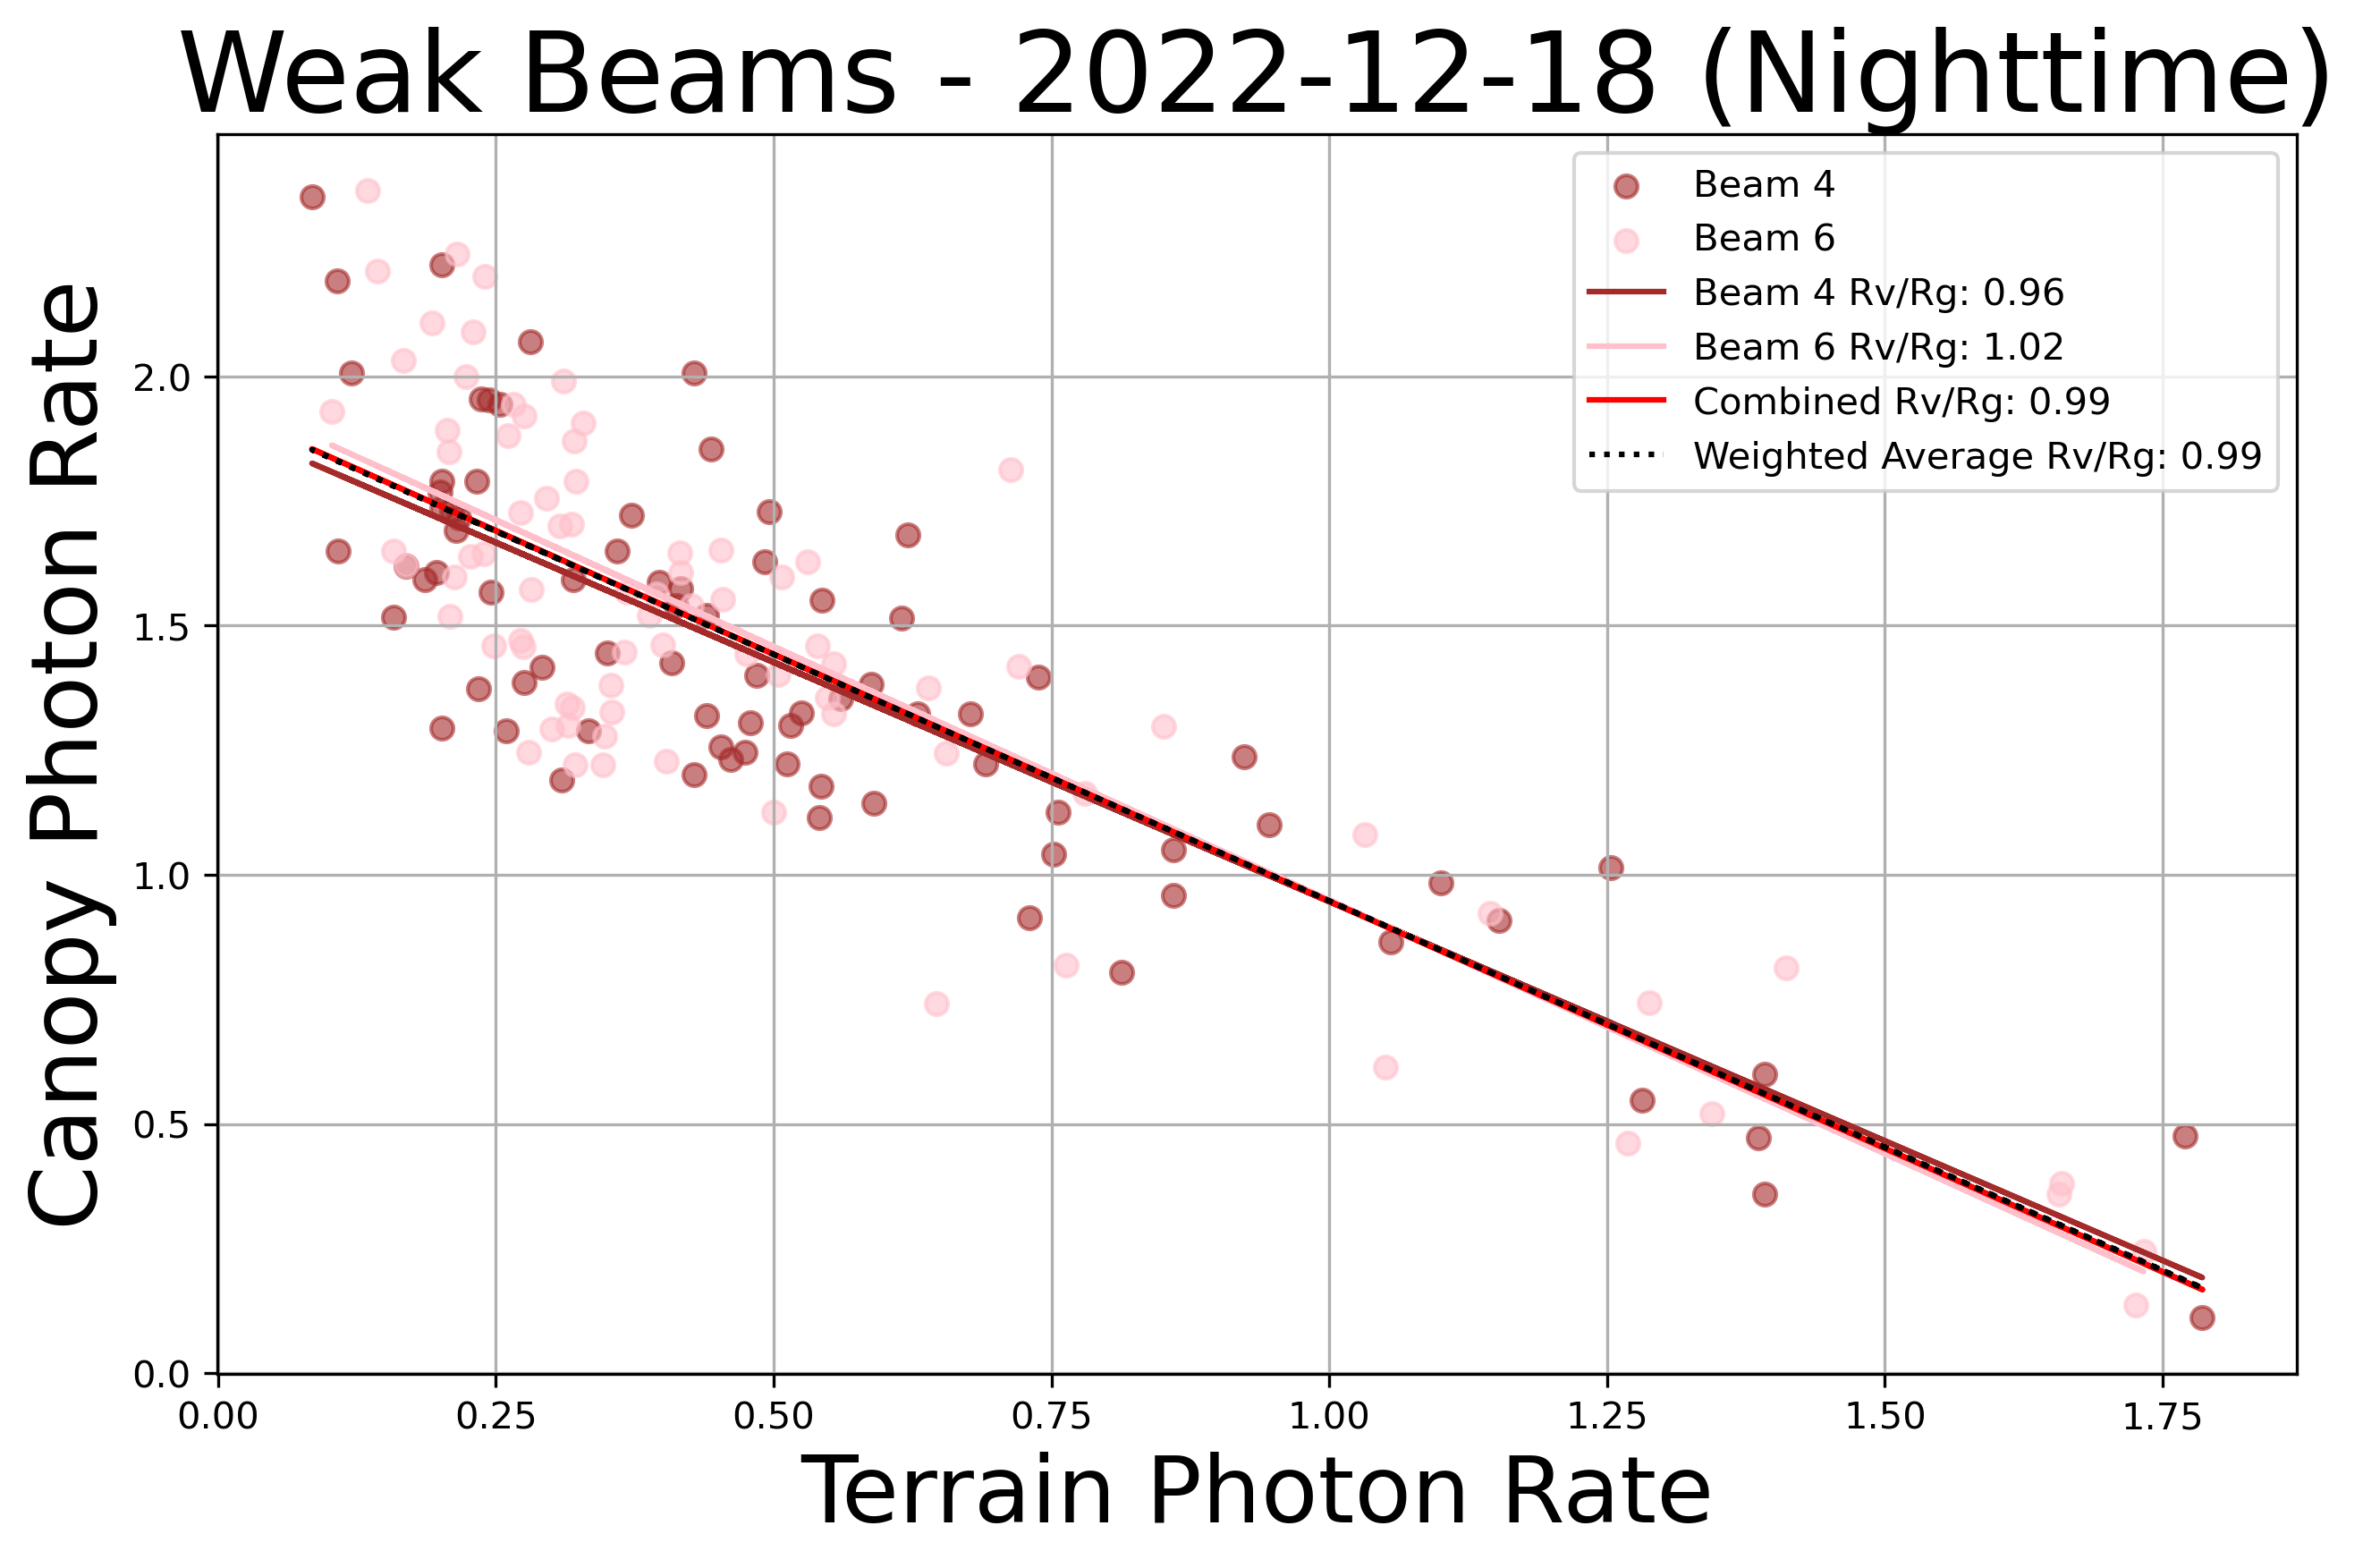 Weak Beams - 2022-12-18 (Nighttime)
Beam 4
Beam 6
Beam 4 Rv/Rg: 0.96
Beam 6 Rv/Rg: 1.02
Combined Rv/Rg: 0.99
Weighted Average Rv/Rg: 0.99
Canopy Photon Rate
2.0
1.5
1.0
0.5
0.0
0.00 0.25 0.50 0.75 1.00 1.25 1.50 1.75
Terrain Photon Rate